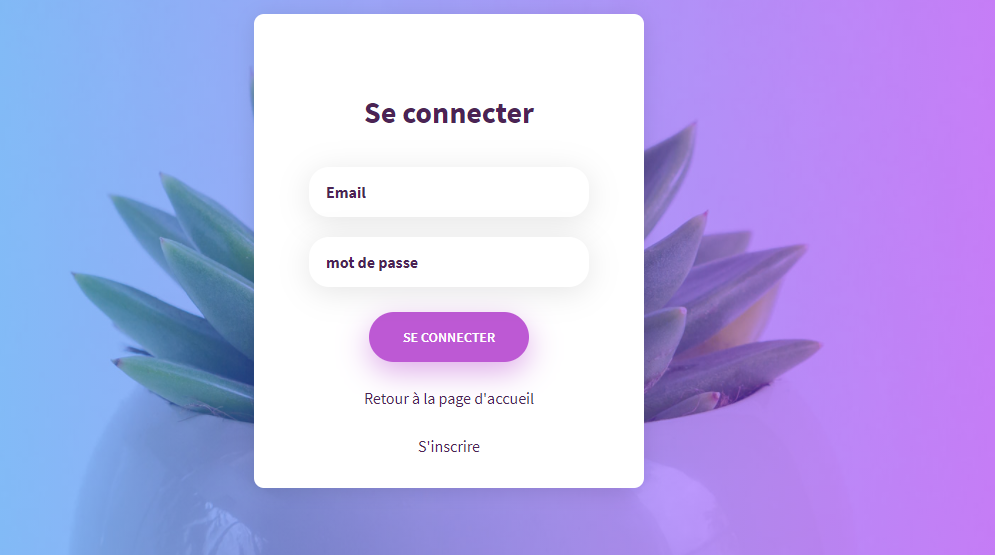 Se connecter
Email
mot de passe
SE CONNECTER
Retour à la page d'accueil
S'inscrire